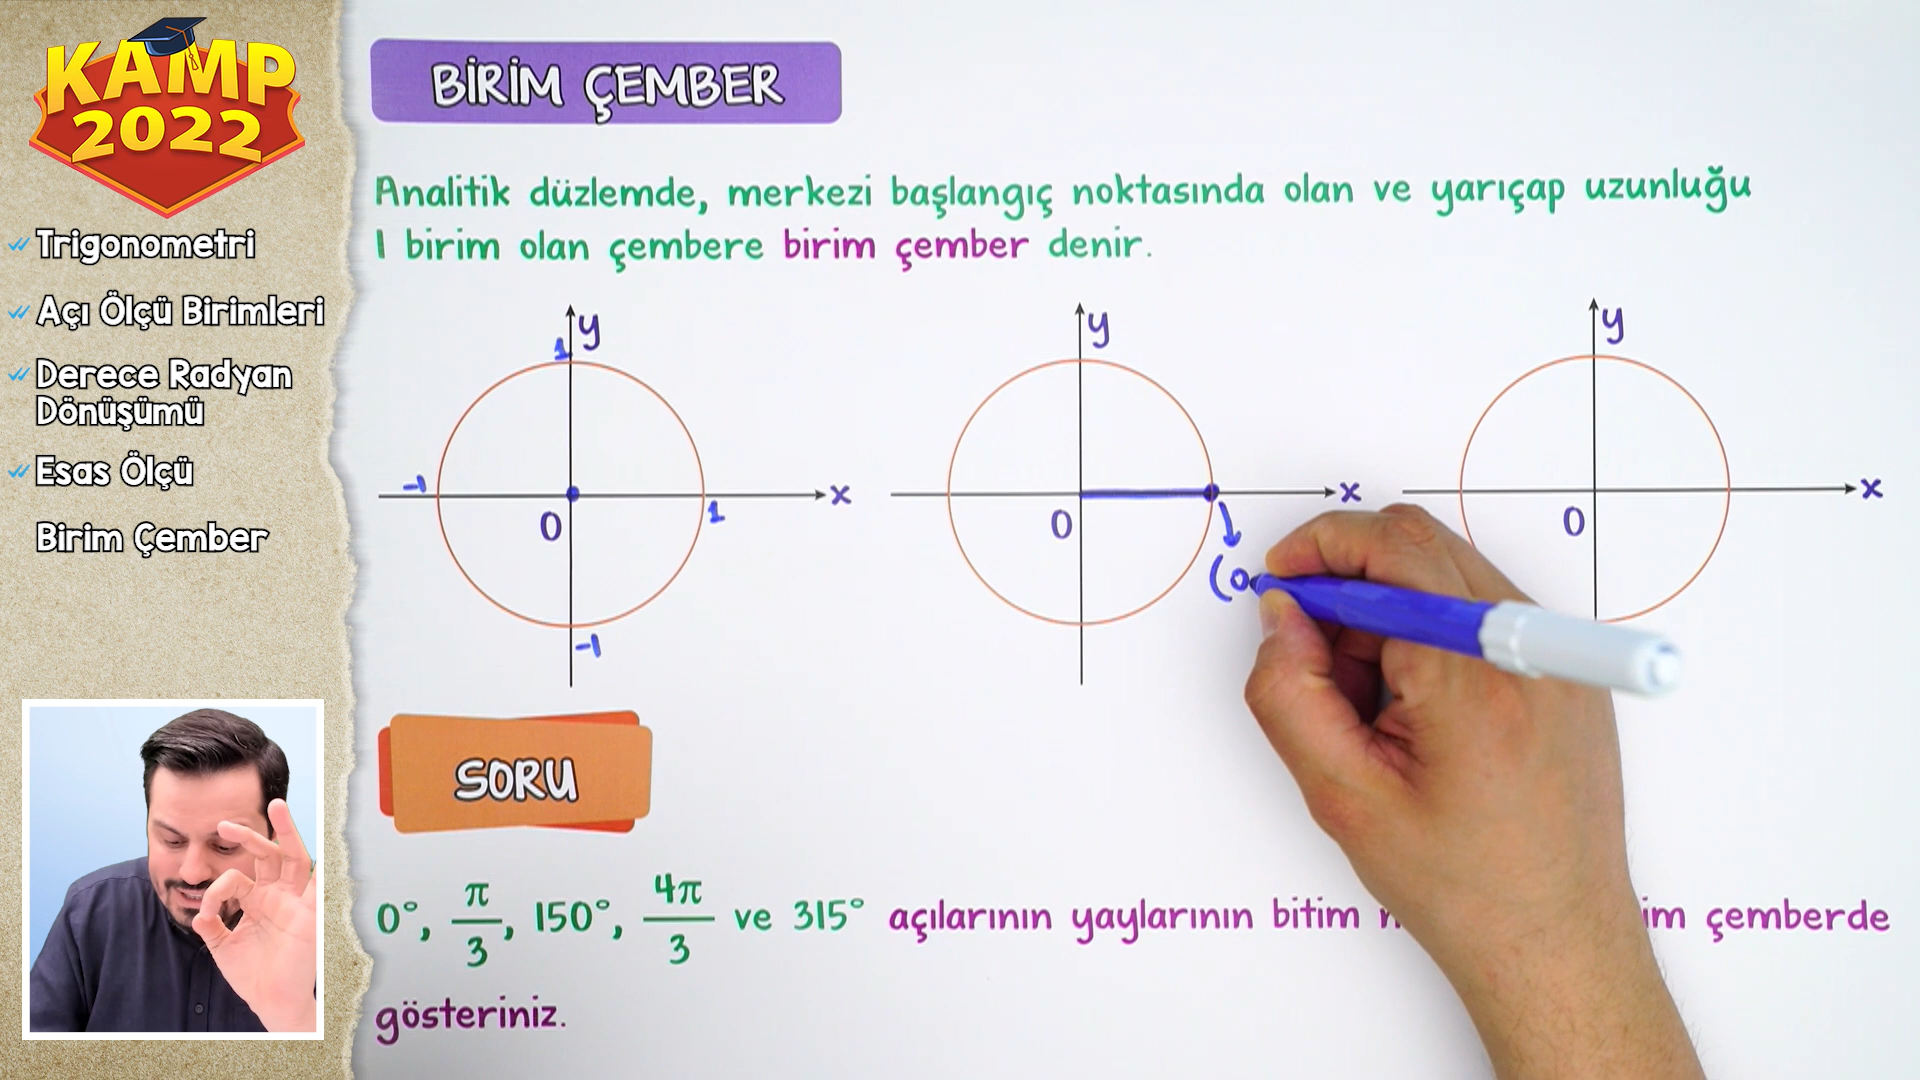 KAMP
2022
Trigonometri
Açı Ölçü Birimleri
Derece Radyan
Dönüşümü
Esas Ölçü
Birim Çember
BİRİM ÇEMBER
Analitik düzlemde, merkezi başlangıç noktasında olan ve yarıçap uzunluğu
1 birim olan çembere birim çember denir.
y
1
-1
0
1
x
-1
y
0
x
(0
y
0
x
SORU
0°, π/3, 150°, 4π/3 ve 315° açılarının yaylarının bitim çemberde
gösteriniz.